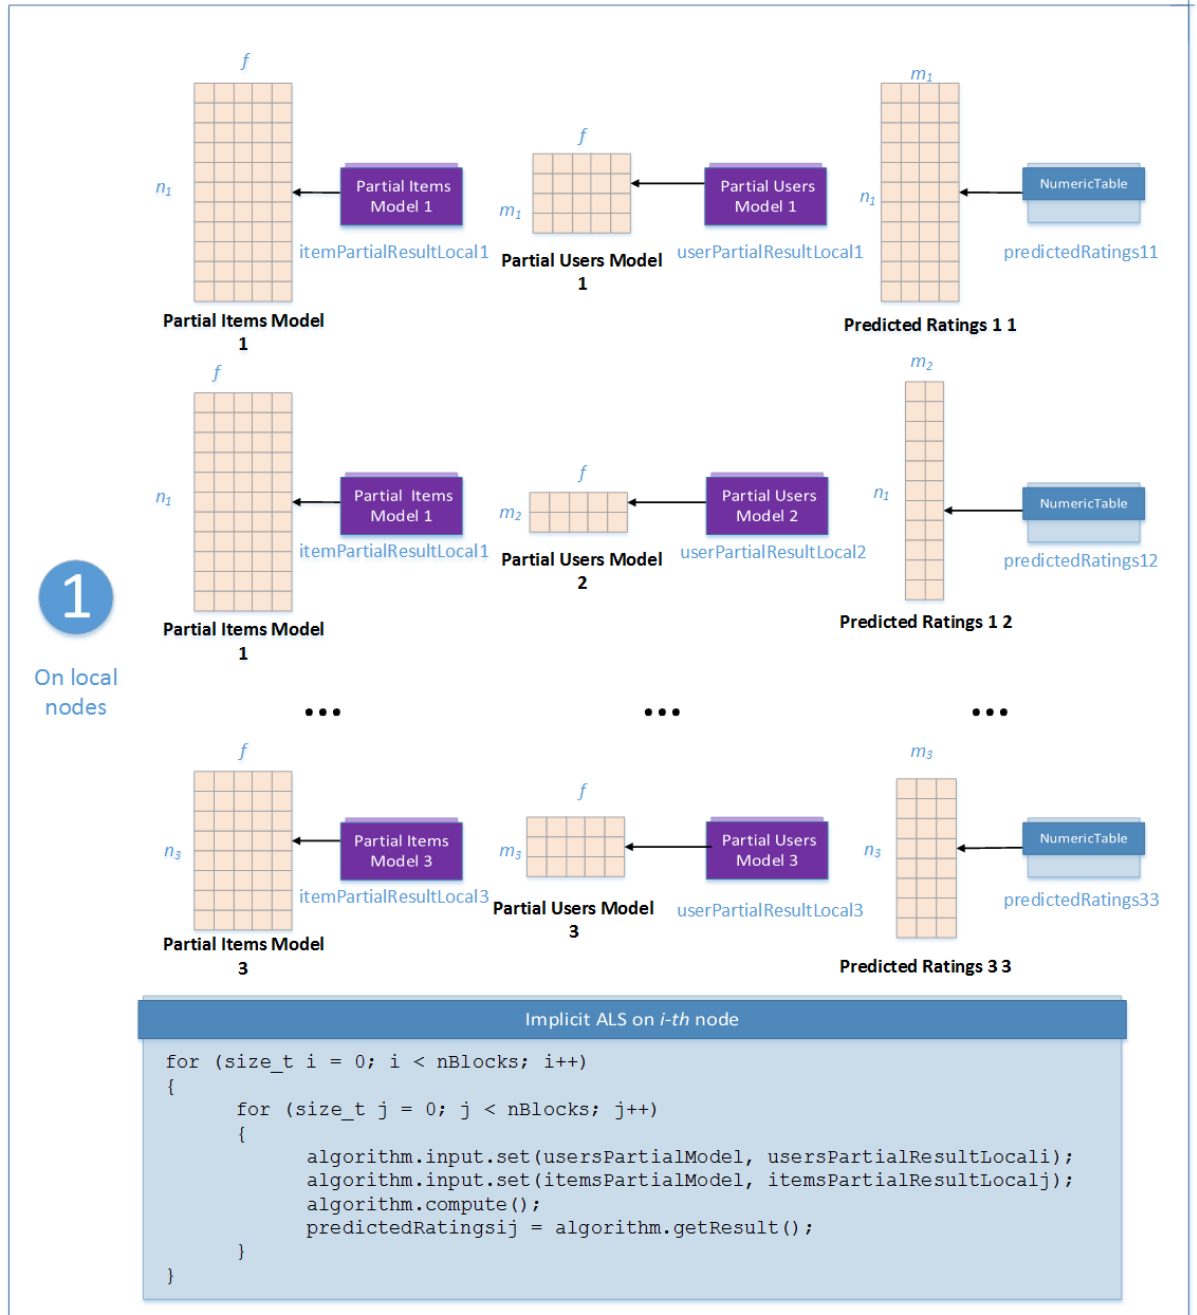 f
n1
Partial Items
Model 1
itemPartialResultLocal1
Partial Items Model
1
f
m1
Partial Users
Model 1
userPartialResultLocal1
Partial Users Model
1
m1
n1
NumericTable
predictedRatings11
Predicted Ratings 1 1
f
n1
Partial Items
Model 1
itemPartialResultLocal1
Partial Items Model
1
f
m2
Partial Users
Model 2
userPartialResultLocal2
Partial Users Model
2
m2
n1
NumericTable
predictedRatings12
Predicted Ratings 1 2
1
On local
nodes
...
...
...
f
n3
Partial Items
Model 3
itemPartialResultLocal3
Partial Items Model
3
f
m3
Partial Users
Model 3
userPartialResultLocal3
Partial Users Model
3
m3
n3
NumericTable
predictedRatings33
Predicted Ratings 3 3
Implicit ALS on i-th node
for (size_t i = 0; i < nBlocks; i++)
{
for (size_t j = 0; j < nBlocks; j++)
{
algorithm.input.set(usersPartialModel, usersPartialResultLocali);
algorithm.input.set(itemsPartialModel, itemsPartialResultLocalj);
algorithm.compute();
predictedRatingsij = algorithm.getResult();
}
}